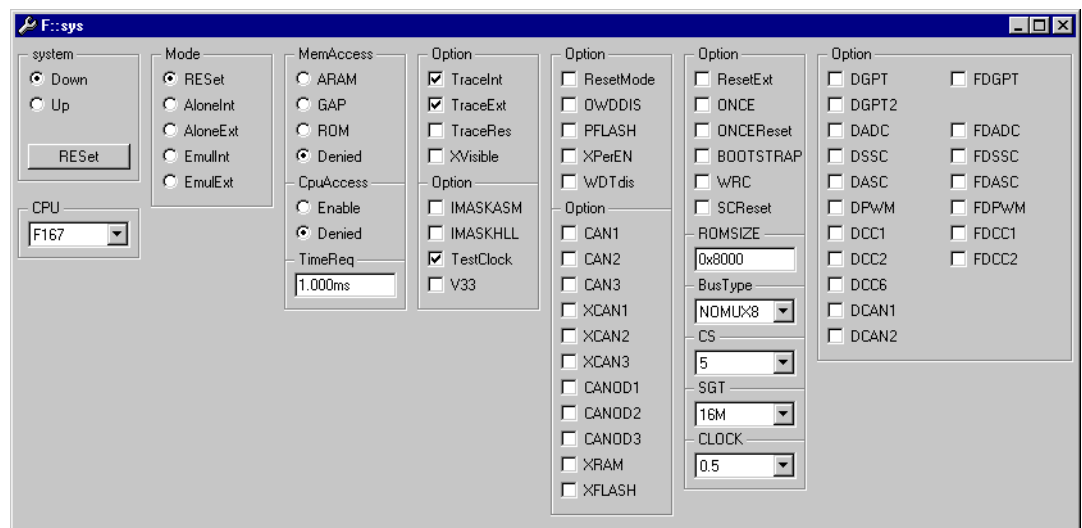 F::sys
system
Down
Up
RESet
CPU
F167
Mode
RESet
AloneInt
AloneExt
EmulInt
EmulExt
MemAccess
ARAM
GAP
ROM
Denied
CpuAccess
Enable
Denied
TimeReq
1.000ms
Option
TraceInt
TraceExt
TraceRes
XVisible
Option
IMASKASM
IMASKHLL
TestClock
V33
Option
ResetMode
OWDDIS
PFLASH
XPerEN
WDTdis
Option
CAN1
CAN2
CAN3
XCAN1
XCAN2
XCAN3
CANOD1
CANOD2
CANOD3
XRAM
XFLASH
Option
ResetExt
ONCE
ONCEReset
BOOTSTRAP
WRC
SCReset
ROMSIZE
0x8000
BusType
NOMUX8
CS
5
SGT
16M
CLOCK
0.5
Option
DGPT FDGPT
DGPT2
DADC FDADC
DSSC FDSSC
DASC FDASC
DPWM FDPWM
DCC1 FDCC1
DCC2 FDCC2
DCC6
DCAN1
DCAN2